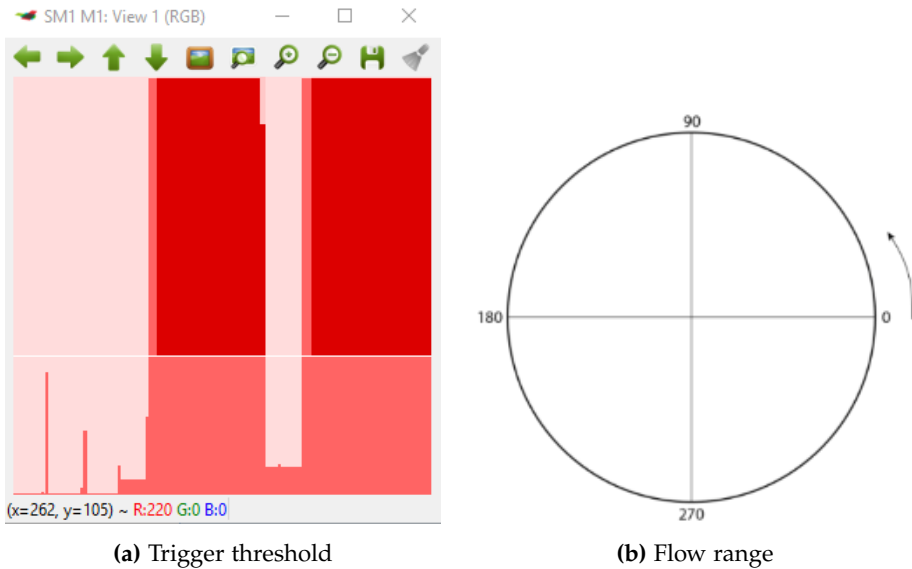 SM1 M1: View 1 (RGB)
(x=262, y=105) ~ R:220 G:0 B:0
90
180
0
270
(a) Trigger threshold
(b) Flow range